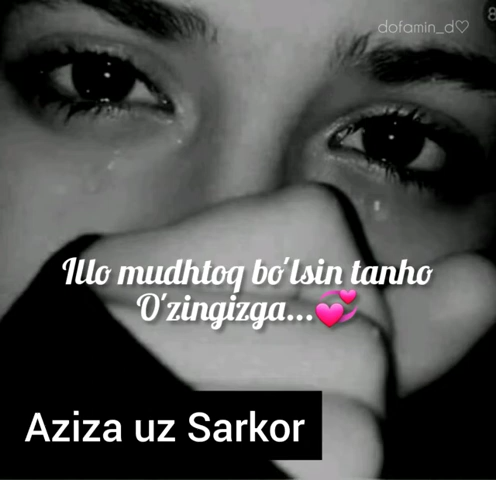 dofamin_d♡
Illo mudhtoq bo'lsin tanho
O'zingizga...💞
Aziza uz Sarkor